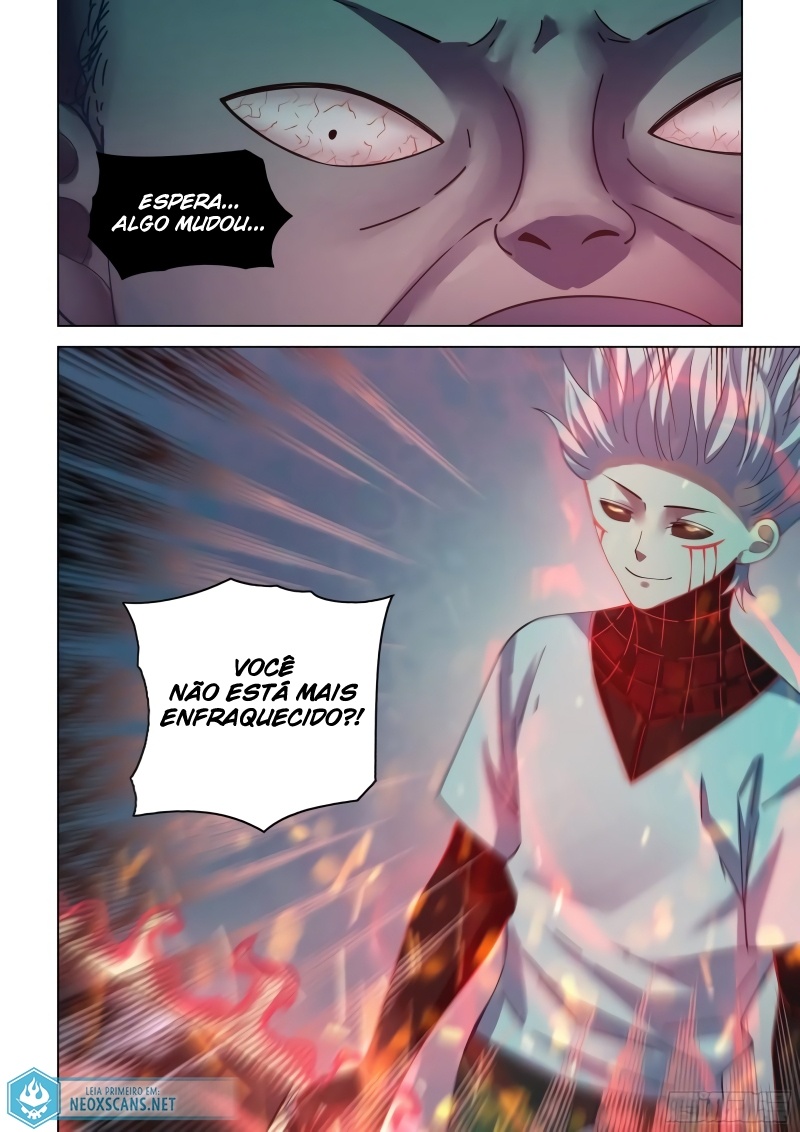 ESPERA...
ALGO MUDOU...
VOCÊ
NÃO ESTÁ MAIS
ENFRAQUECIDO?!
LEIA PRIMEIRO EM:
NEOXSCANS.NET